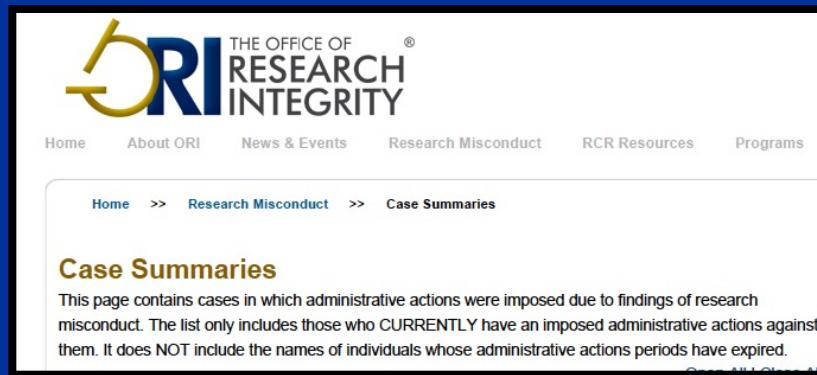 ORI THE OFFICE OF ®
RESEARCH
INTEGRITY
Home About ORI News & Events Research Misconduct RCR Resources Programs
Home >> Research Misconduct >> Case Summaries
Case Summaries
This page contains cases in which administrative actions were imposed due to findings of research
misconduct. The list only includes those who CURRENTLY have an imposed administrative actions against
them. It does NOT include the names of individuals whose administrative actions periods have expired.